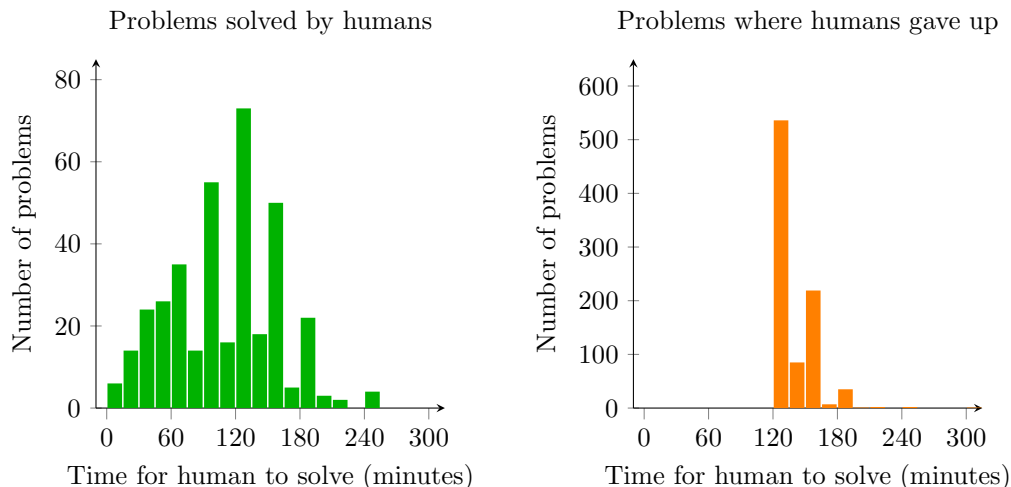 Problems solved by humans
Number of problems
80
60
40
20
0
0 60 120 180 240 300
Time for human to solve (minutes)
Problems where humans gave up
Number of problems
600
500
400
300
200
100
0
0 60 120 180 240 300
Time for human to solve (minutes)